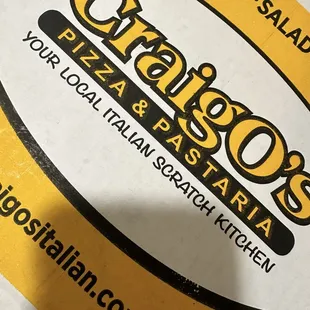 SALAD
CraigO's
PIZZA & PASTARIA
YOUR LOCAL ITALIAN SCRATCH KITCHEN
igositalian.co